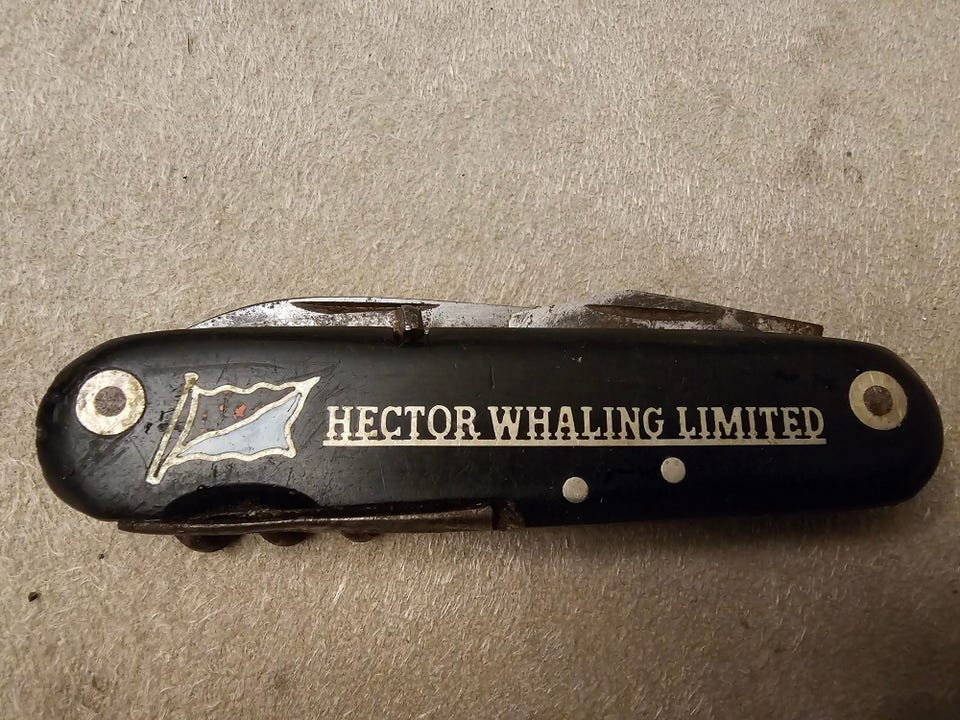 HECTOR WHALING LIMITED